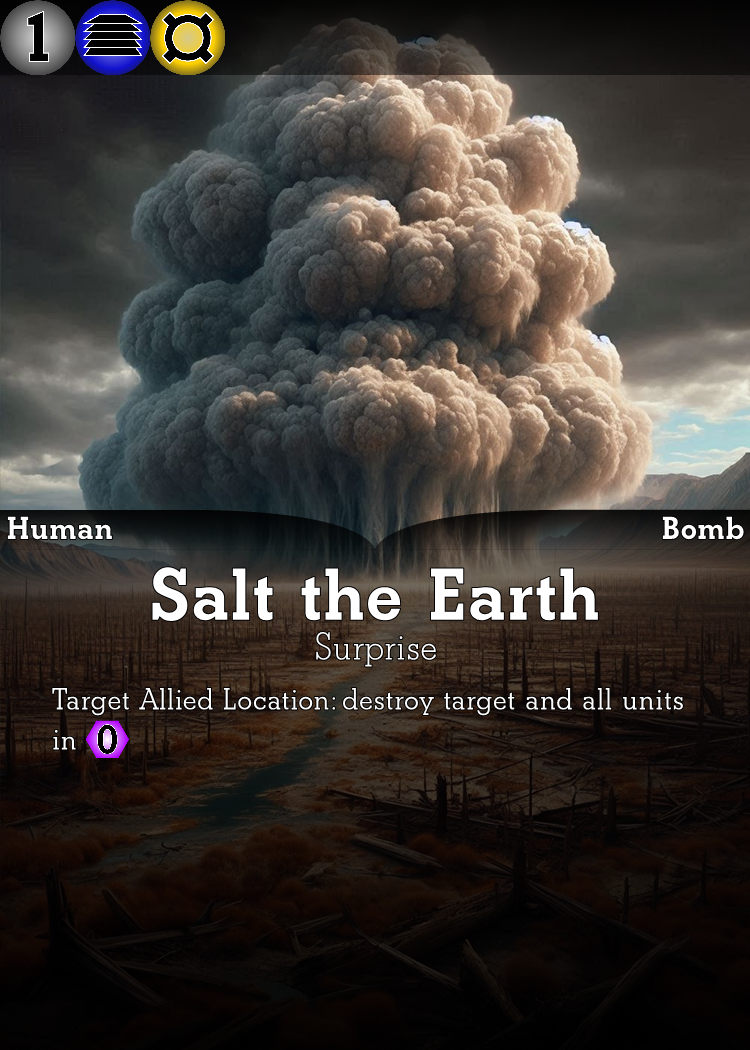 1
Human Bomb
Salt the Earth
Surprise
Target Allied Location: destroy target and all units
in 0